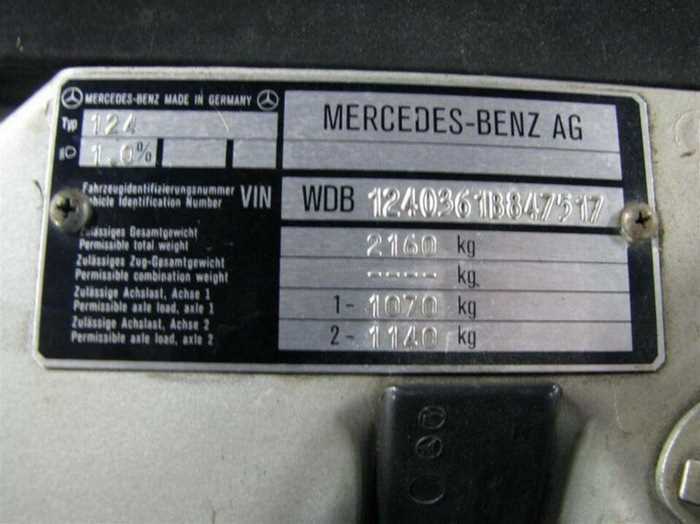 MERCEDES-BENZ MADE IN GERMANY
MERCEDES-BENZ AG
Typ 124
1.0%
Fahrzeugidentifizierungsnummer
Vehicle Identification Number VIN WDB 1240361B847517
Zulässiges Gesamtgewicht
Permissible total weight 2160 kg
Zulässiges Zug-Gesamtgewicht
Permissible combination weight ---- kg
Zulässige Achslast, Achse 1
Permissible axle load, axle 1 1- 1070 kg
Zulässige Achslast, Achse 2
Permissible axle load, axle 2 2- 1140 kg